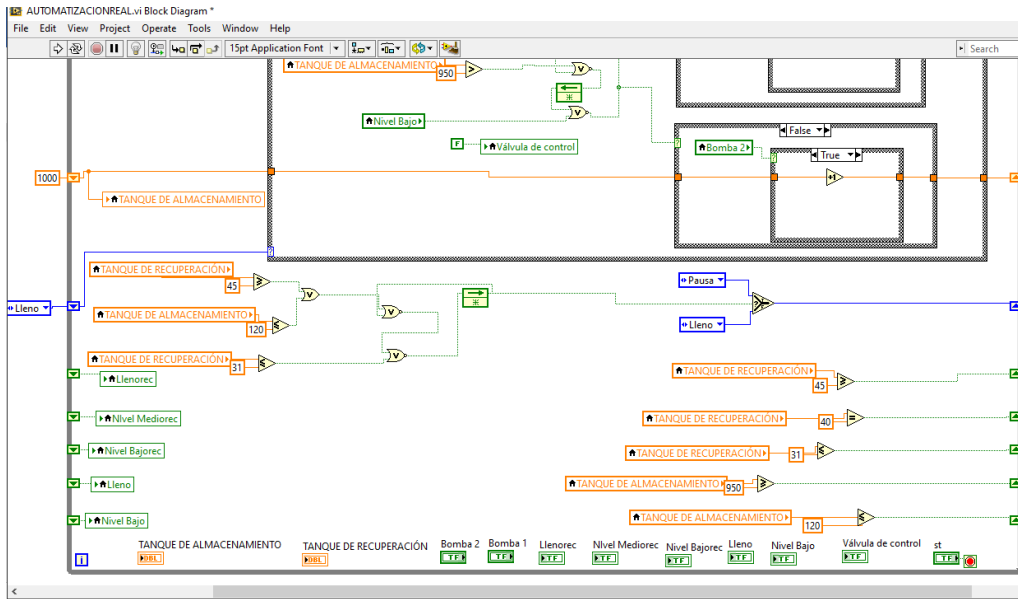 AUTOMATIZACIONREAL.vi Block Diagram *
File Edit View Project Operate Tools Window Help
15pt Application Font
Search
TANQUE DE ALMACENAMIENTO
950
>
V
V
Nivel Bajo
F
Válvula de control
False
Bomba 2
True
+1
1000
TANQUE DE ALMACENAMIENTO
?
?
?
Lleno
TANQUE DE RECUPERACIÓN
45
≥
V
TANQUE DE ALMACENAMIENTO
120
≤
V
TANQUE DE RECUPERACIÓN
31
≤
V
Pausa
Lleno
Llenorec
NIvel Mediorec
Nivel Bajorec
Lleno
Nivel Bajo
TANQUE DE RECUPERACIÓN
45
≥
TANQUE DE RECUPERACIÓN
40
=
TANQUE DE RECUPERACIÓN
31
≤
TANQUE DE ALMACENAMIENTO
950
≥
TANQUE DE ALMACENAMIENTO
120
≤
i
TANQUE DE ALMACENAMIENTO
DBL
TANQUE DE RECUPERACIÓN
DBL
Bomba 2
TF
Bomba 1
TF
Llenorec
TF
NIvel Mediorec
TF
Nivel Bajorec
TF
Lleno
TF
Nivel Bajo
TF
Válvula de control
TF
st
TF